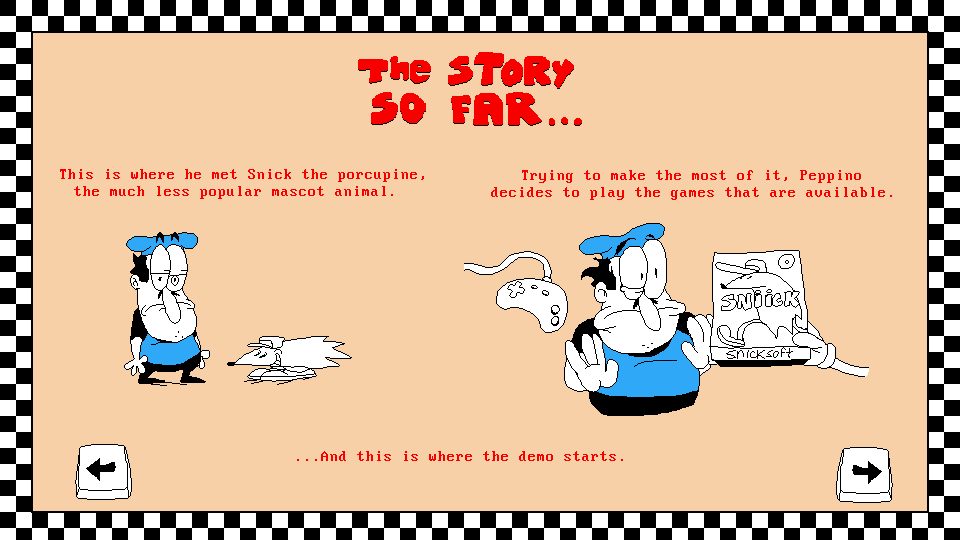 The STORY
SO FAR...
This is where he met Snick the porcupine,
the much less popular mascot animal.
Trying to make the most of it, Peppino
decides to play the games that are available.
SNiiCK
snicksoft
...And this is where the demo starts.